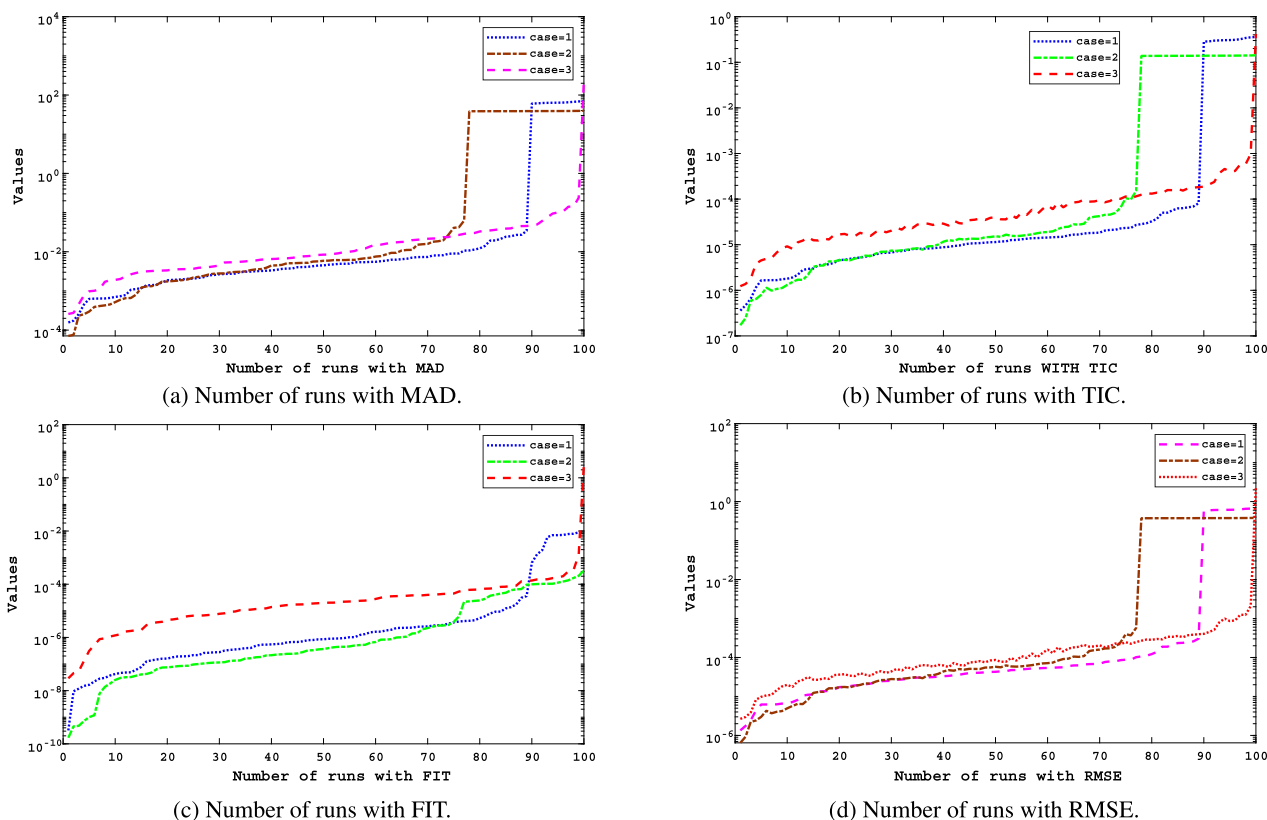 10^4
10^2
10^0
10^-2
10^-4
Values
case=1
case=2
case=3
0 10 20 30 40 50 60 70 80 90 100
Number of runs with MAD
(a) Number of runs with MAD.
10^0
10^-1
10^-2
10^-3
10^-4
10^-5
10^-6
10^-7
Values
case=1
case=2
case=3
0 10 20 30 40 50 60 70 80 90 100
Number of runs WITH TIC
(b) Number of runs with TIC.
10^2
10^0
10^-2
10^-4
10^-6
10^-8
10^-10
Values
case=1
case=2
case=3
0 10 20 30 40 50 60 70 80 90 100
Number of runs with FIT
(c) Number of runs with FIT.
10^2
10^0
10^-2
10^-4
10^-6
Values
case=1
case=2
case=3
0 10 20 30 40 50 60 70 80 90 100
Number of runs with RMSE
(d) Number of runs with RMSE.